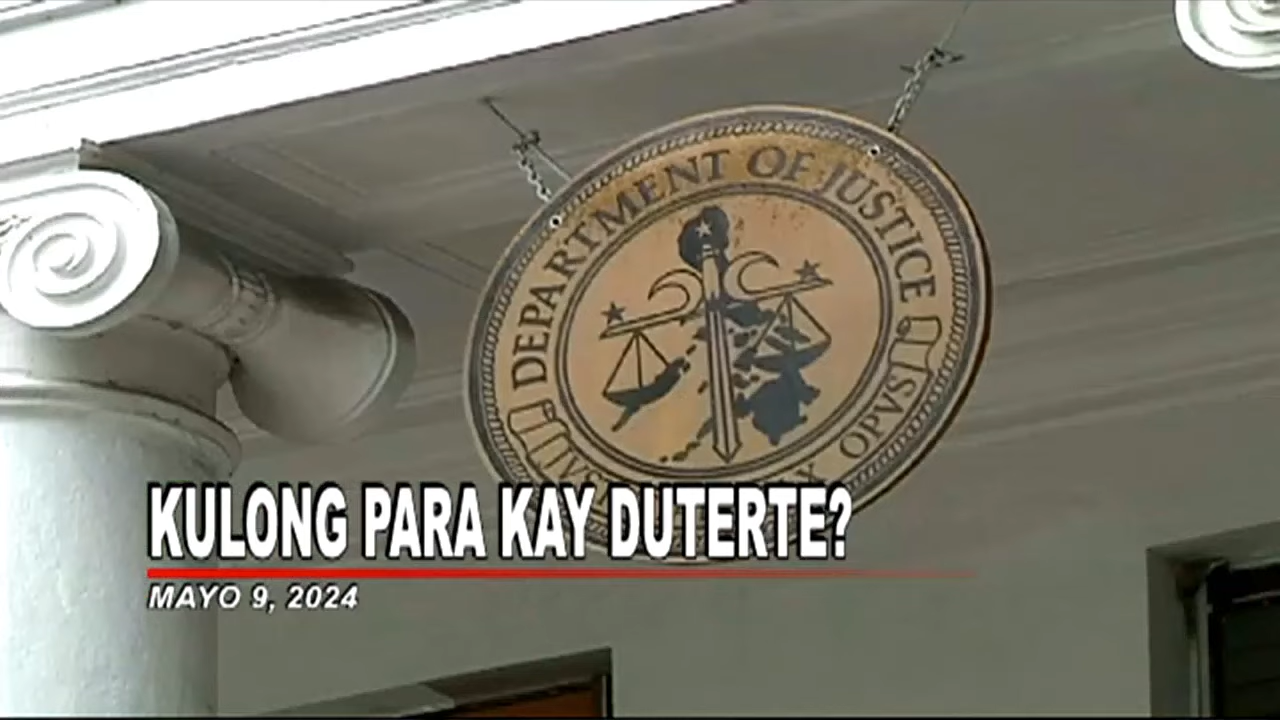 DEPARTMENT OF JUSTICE
KULONG PARA KAY DUTERTE?
MAYO 9, 2024